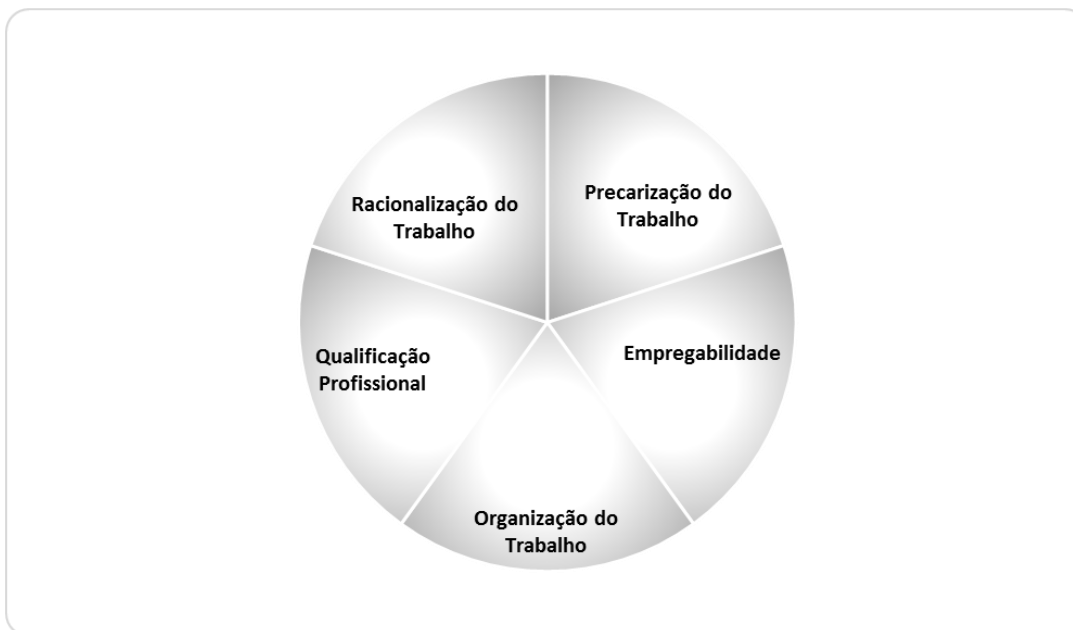 Racionalização do
Trabalho
Precarização do
Trabalho
Qualificação
Profissional
Empregabilidade
Organização do
Trabalho